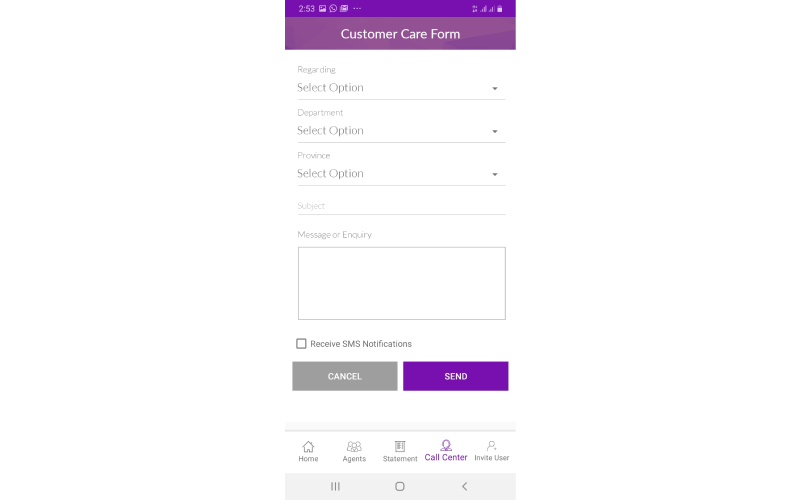 2:53
Customer Care Form
Regarding
Select Option
Department
Select Option
Province
Select Option
Subject
Message or Enquiry
Receive SMS Notifications
CANCEL SEND
Home Agents Statement Call Center Invite User